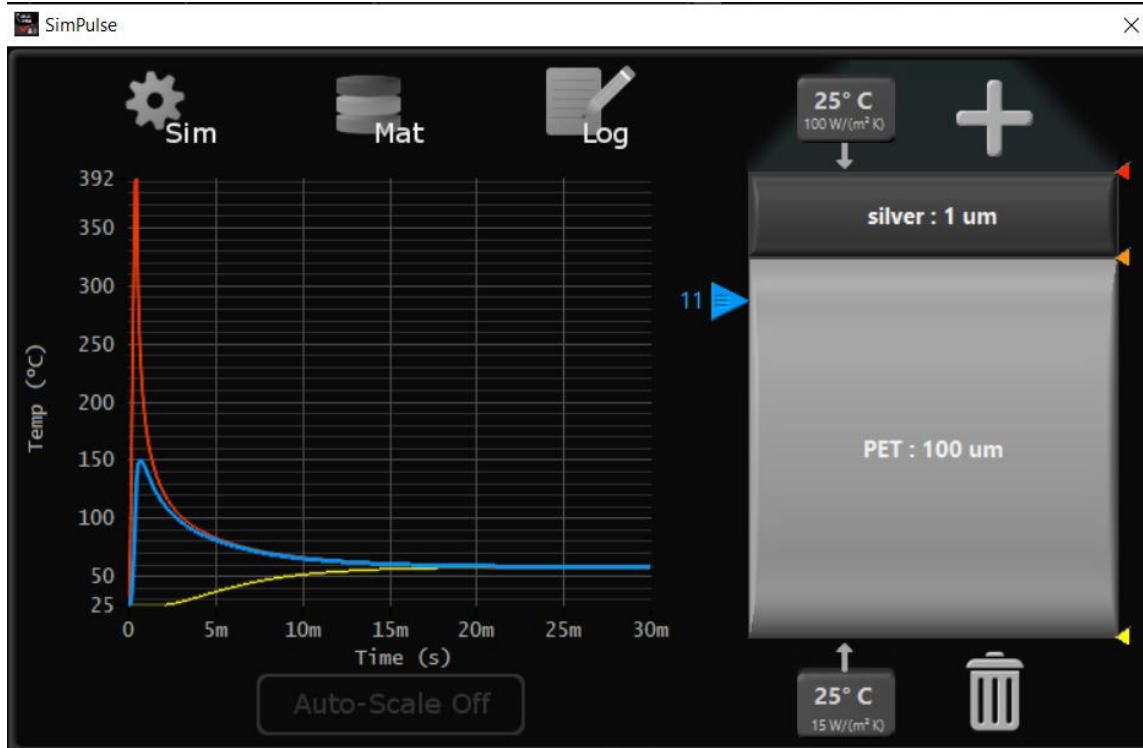 SimPulse
Sim
Mat
Log
25° C
100 W/(m² K)
392
350
300
250
200
150
100
50
25
Temp (°C)
0 5m 10m 15m 20m 25m 30m
Time (s)
Auto-Scale Off
silver : 1 um
11
PET : 100 um
25° C
15 W/(m² K)